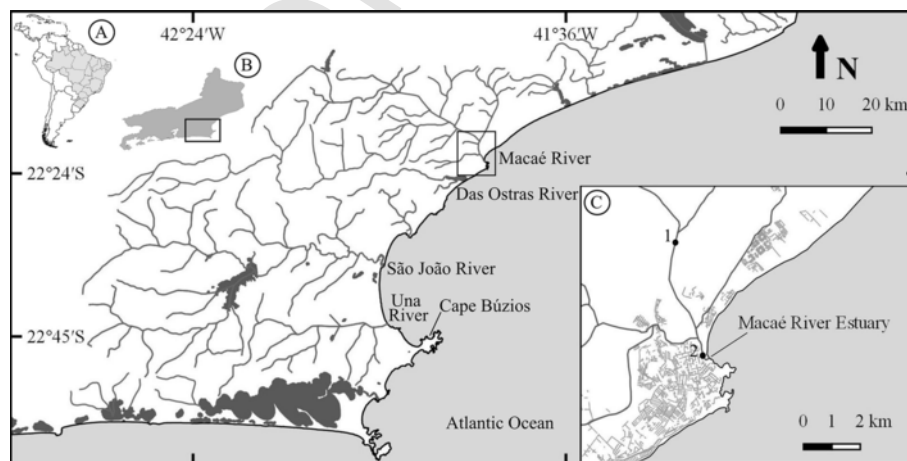 42°24'W
41°36'W
A
B
N
0 10 20 km
Macaé River
22°24'S
Das Ostras River
C
1
São João River
Una
River
Cape Búzios
22°45'S
Macaé River Estuary
2
Atlantic Ocean
0 1 2 km